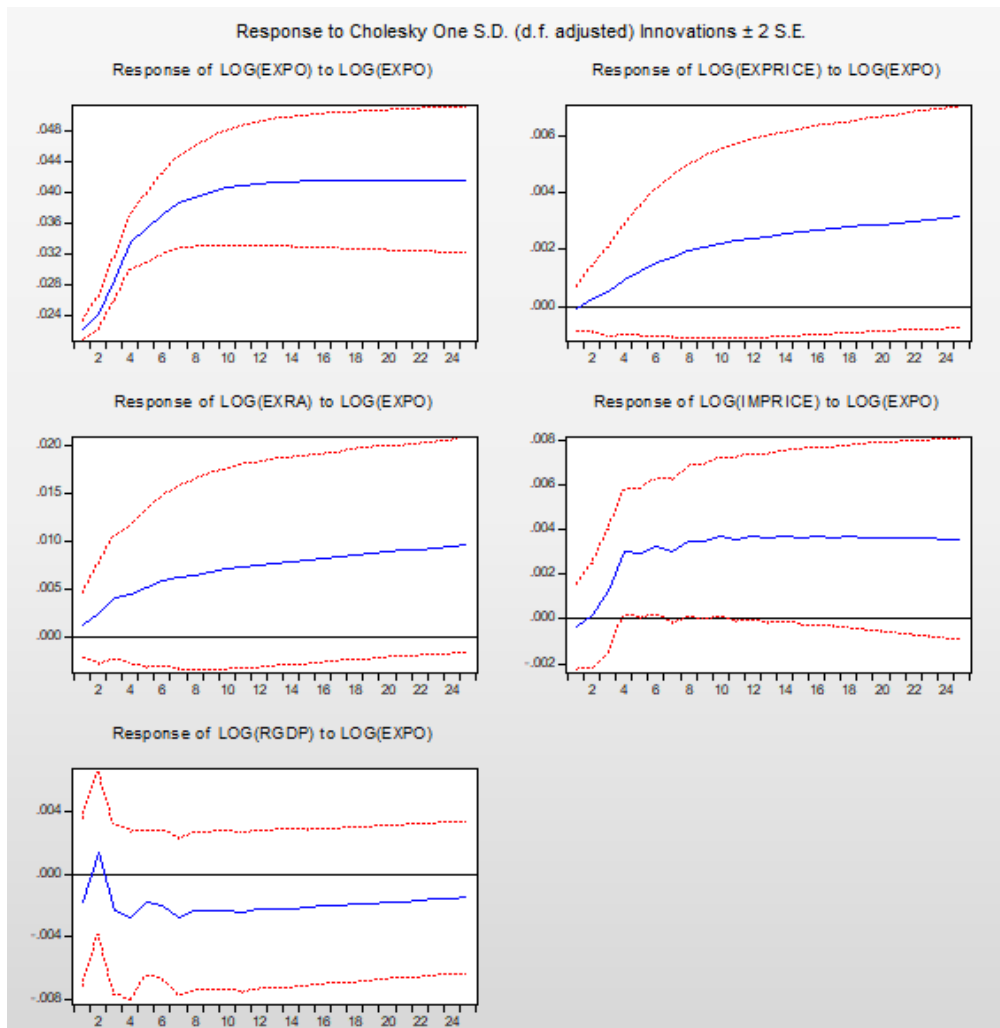 Response to Cholesky One S.D. (d.f. adjusted) Innovations ± 2 S.E.
Response of LOG(EXPO) to LOG(EXPO)
.048
.044
.040
.036
.032
.028
.024
2 4 6 8 10 12 14 16 18 20 22 24
Response of LOG(EXPRICE) to LOG(EXPO)
.006
.004
.002
.000
2 4 6 8 10 12 14 16 18 20 22 24
Response of LOG(EXRA) to LOG(EXPO)
.020
.015
.010
.005
.000
2 4 6 8 10 12 14 16 18 20 22 24
Response of LOG(IMPRICE) to LOG(EXPO)
.008
.006
.004
.002
.000
-.002
2 4 6 8 10 12 14 16 18 20 22 24
Response of LOG(RGDP) to LOG(EXPO)
.004
.000
-.004
-.008
2 4 6 8 10 12 14 16 18 20 22 24